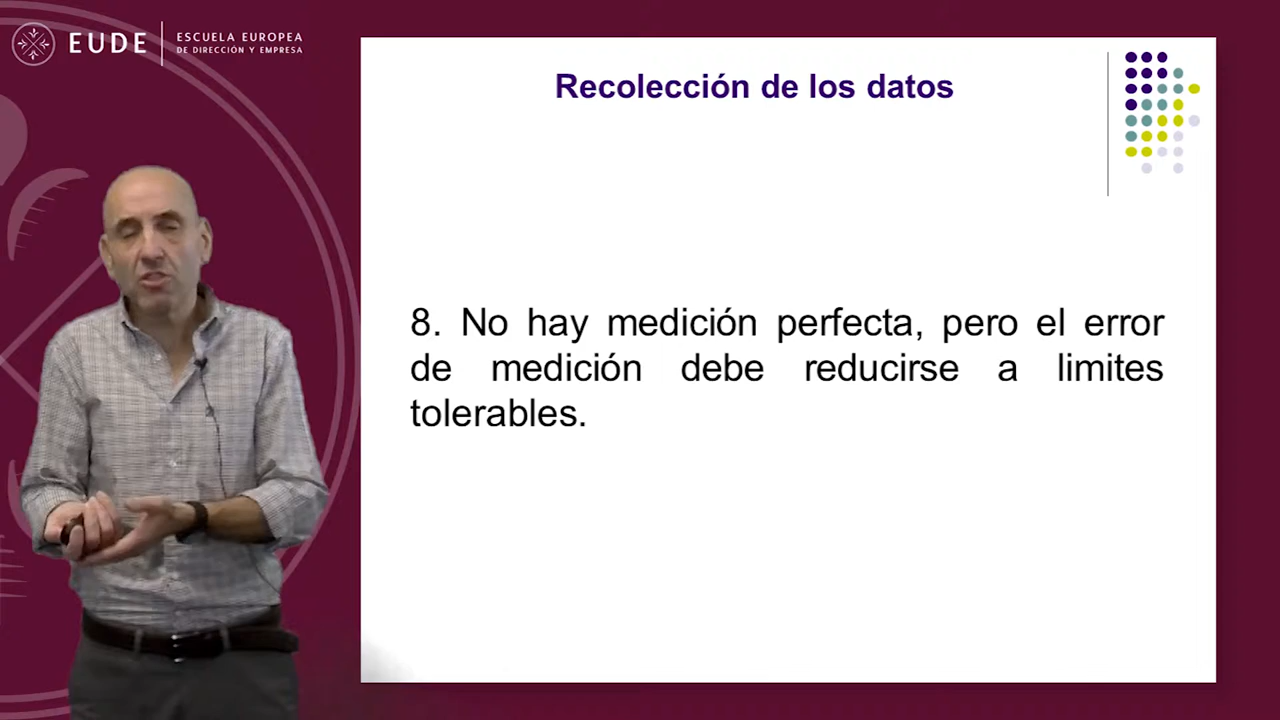 EUDE
ESCUELA EUROPEA
DE DIRECCIÓN Y EMPRESA
Recolección de los datos
8. No hay medición perfecta, pero el error
de medición debe reducirse a limites
tolerables.